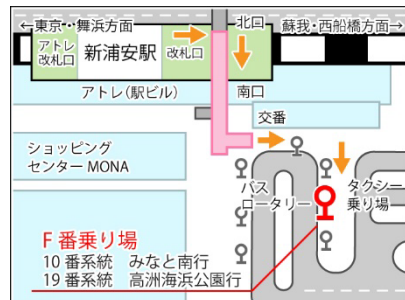 ←東京・舞浜方面
北口
蘇我・西船橋方面→
アトレ
改札口
新浦安駅
改札口
アトレ(駅ビル)
南口
交番
ショッピング
センター MONA
バス
ロータリー
タクシー
乗り場
F 番乗り場
10 番系統 みなと南行
19 番系統 高洲海浜公園行